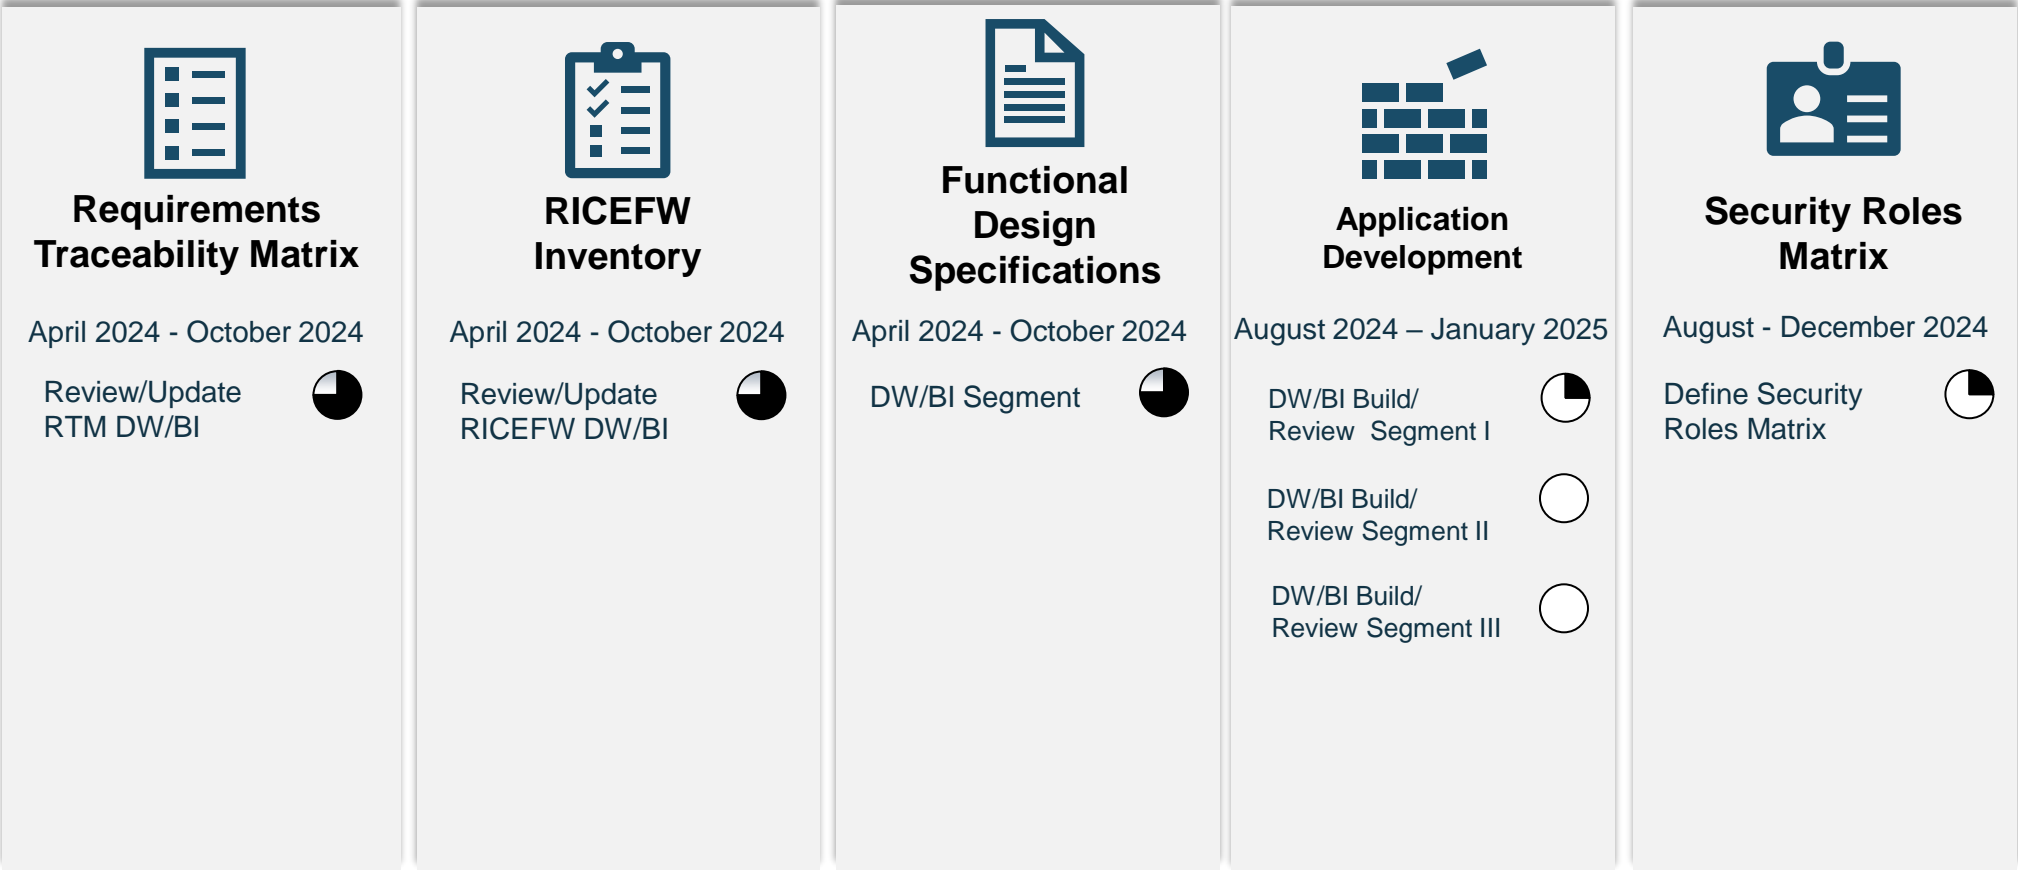 Requirements
Traceability Matrix
April 2024 - October 2024
Review/Update
RTM DW/BI
RICEFW
Inventory
April 2024 - October 2024
Review/Update
RICEFW DW/BI
Functional
Design
Specifications
April 2024 - October 2024
DW/BI Segment
Application
Development
August 2024 – January 2025
DW/BI Build/
Review  Segment I
DW/BI Build/
Review Segment II
DW/BI Build/
Review Segment III
Security Roles
Matrix
August - December 2024
Define Security
Roles Matrix